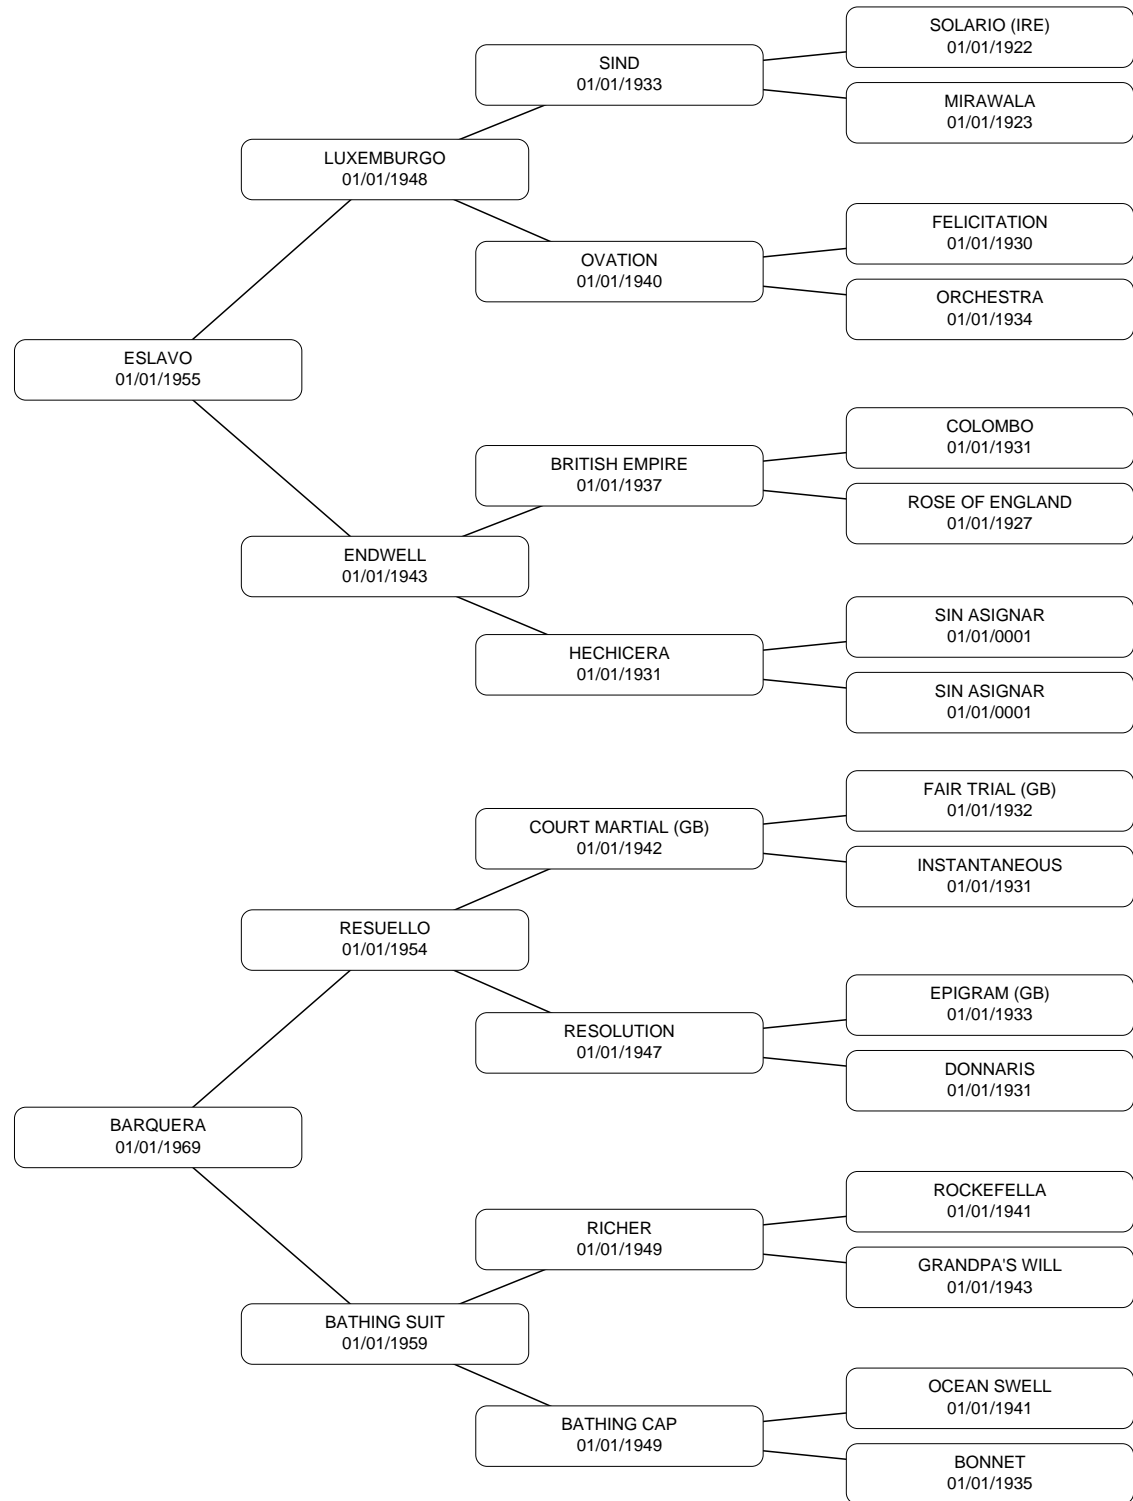 SOLARIO (IRE)
01/01/1922
SIND
01/01/1933
MIRAWALA
01/01/1923
LUXEMBURGO
01/01/1948
FELICITATION
01/01/1930
OVATION
01/01/1940
ORCHESTRA
01/01/1934
ESLAVO
01/01/1955
COLOMBO
01/01/1931
BRITISH EMPIRE
01/01/1937
ROSE OF ENGLAND
01/01/1927
ENDWELL
01/01/1943
SIN ASIGNAR
01/01/0001
HECHICERA
01/01/1931
SIN ASIGNAR
01/01/0001
FAIR TRIAL (GB)
01/01/1932
COURT MARTIAL (GB)
01/01/1942
INSTANTANEOUS
01/01/1931
RESUELLO
01/01/1954
EPIGRAM (GB)
01/01/1933
RESOLUTION
01/01/1947
DONNARIS
01/01/1931
BARQUERA
01/01/1969
ROCKEFELLA
01/01/1941
RICHER
01/01/1949
GRANDPA'S WILL
01/01/1943
BATHING SUIT
01/01/1959
OCEAN SWELL
01/01/1941
BATHING CAP
01/01/1949
BONNET
01/01/1935